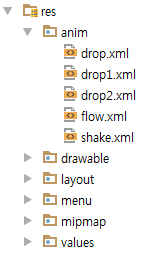 res
anim
drop.xml
drop1.xml
drop2.xml
flow.xml
shake.xml
drawable
layout
menu
mipmap
values